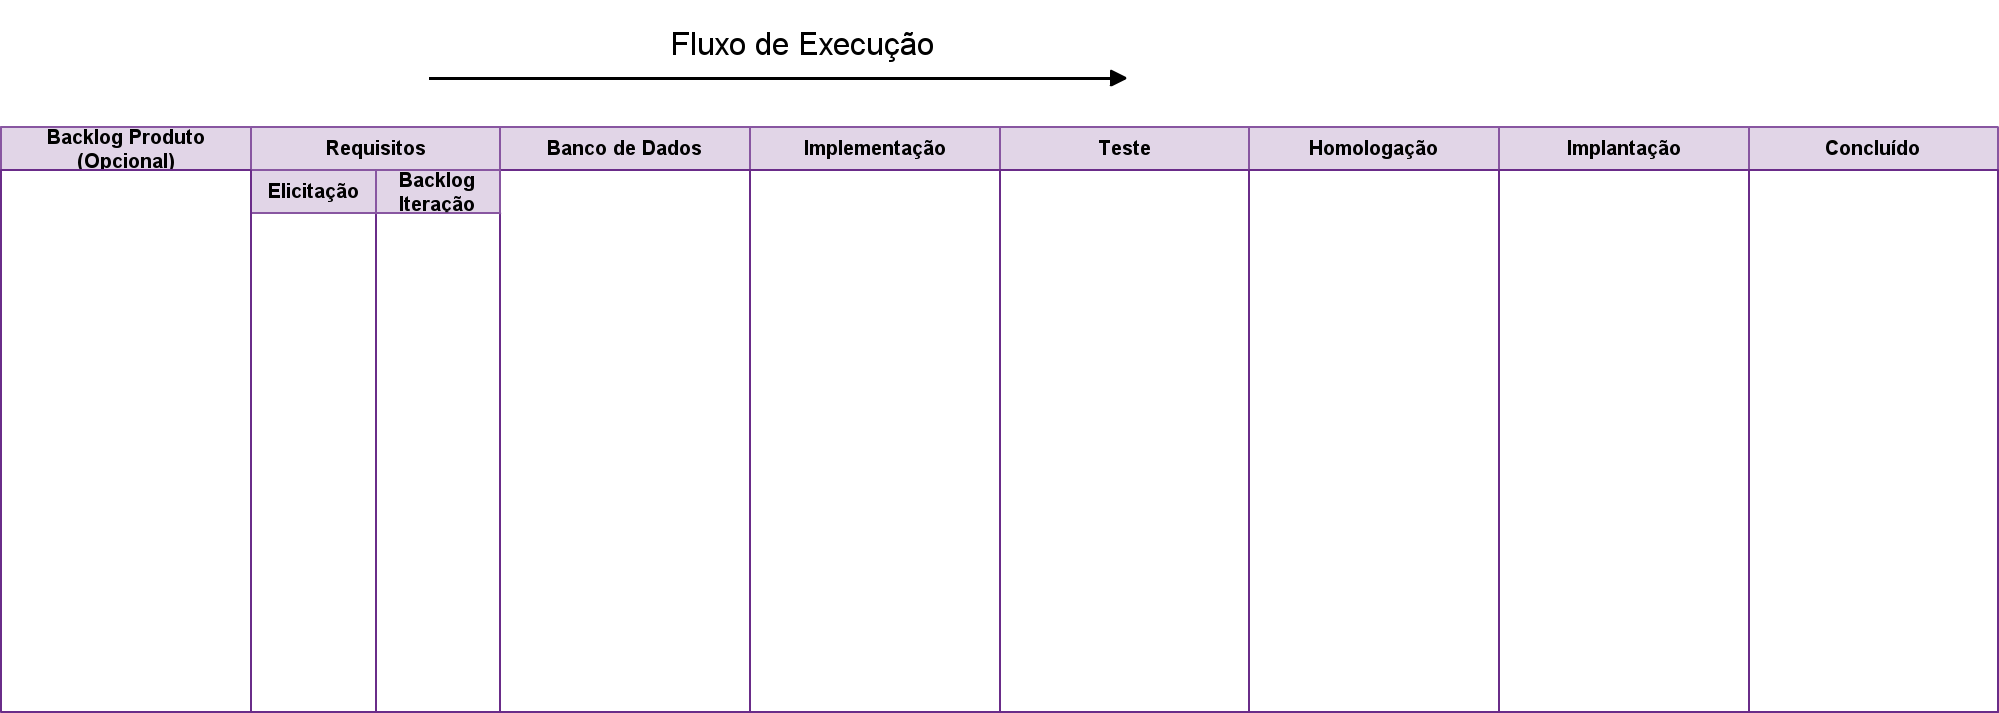 Fluxo de Execução
Backlog Produto
(Opcional)
Requisitos
Banco de Dados
Implementação
Teste
Homologação
Implantação
Concluído
Elicitação
Backlog
Iteração